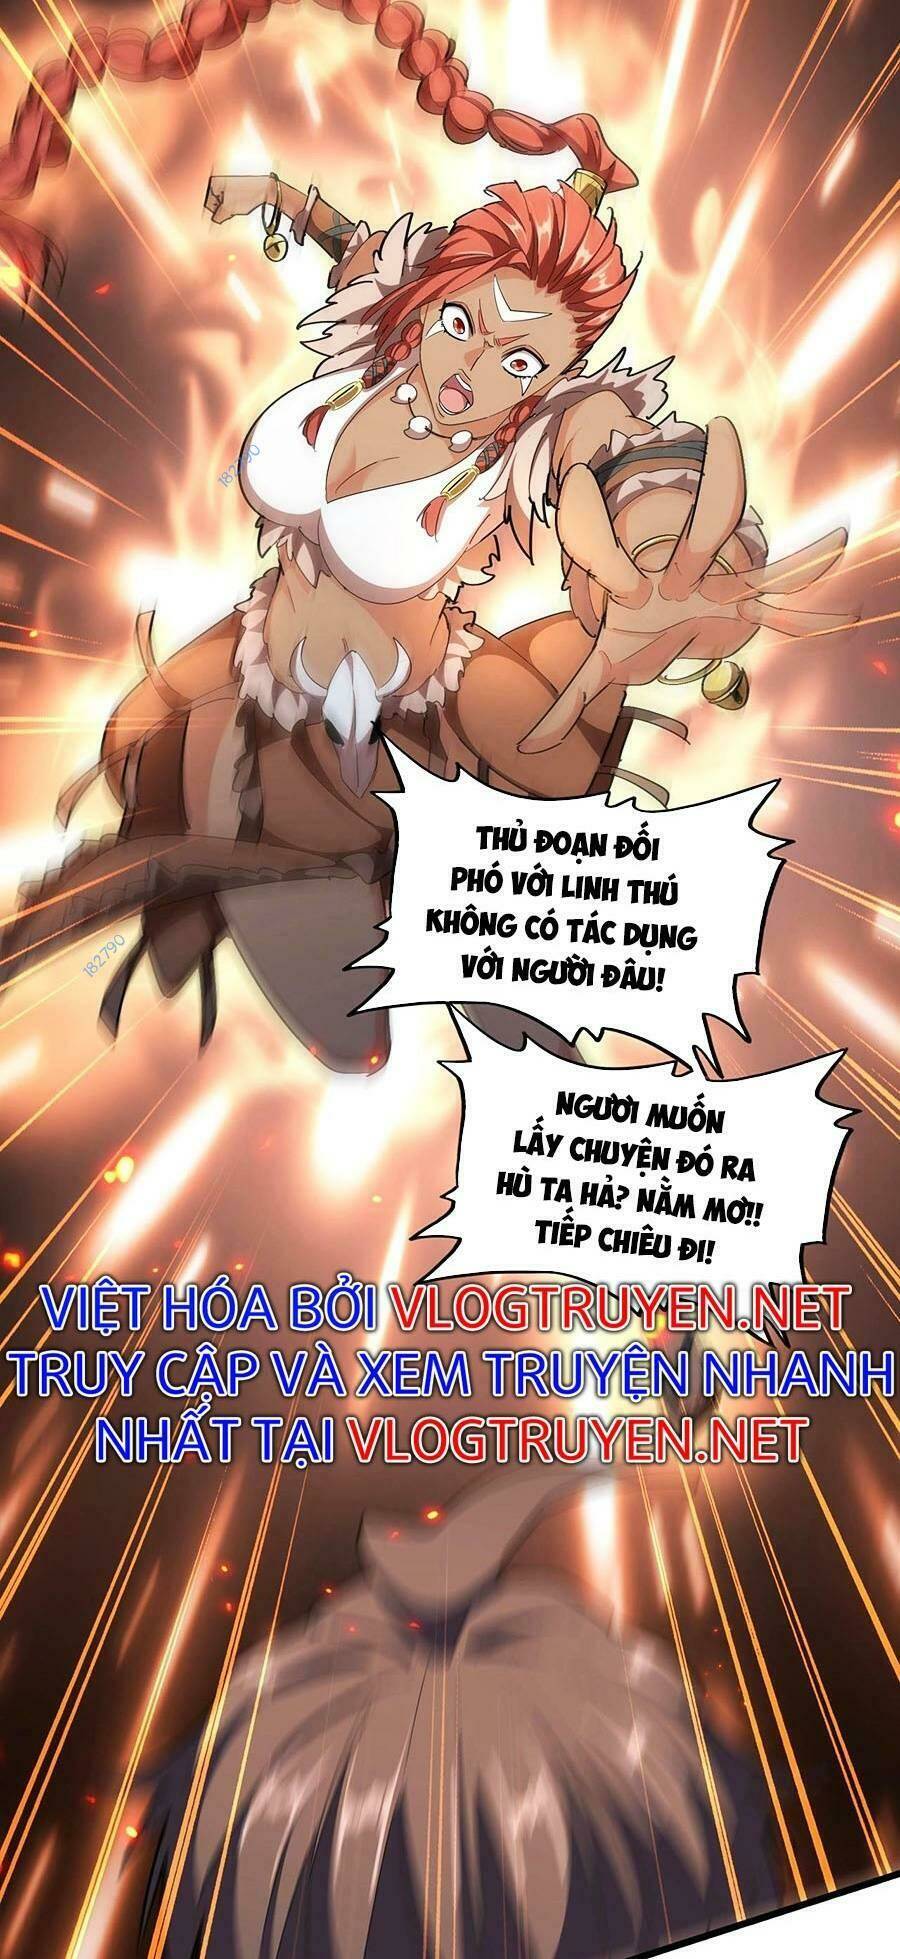 182790
THỦ ĐOẠN ĐỐI
PHÓ VỚI LINH THÚ
KHÔNG CÓ TÁC DỤNG
VỚI NGƯỜI ĐÂU!
182790
NGƯƠI MUỐN
LẤY CHUYỆN ĐÓ RA
HÙ TA HẢ? NẰM MƠ!!
TIẾP CHIÊU ĐI!
VIỆT HÓA BỞI VLOGTRUYEN.NET
TRUY CẬP VÀ XEM TRUYỆN NHANH
NHẤT TẠI VLOGTRUYEN.NET